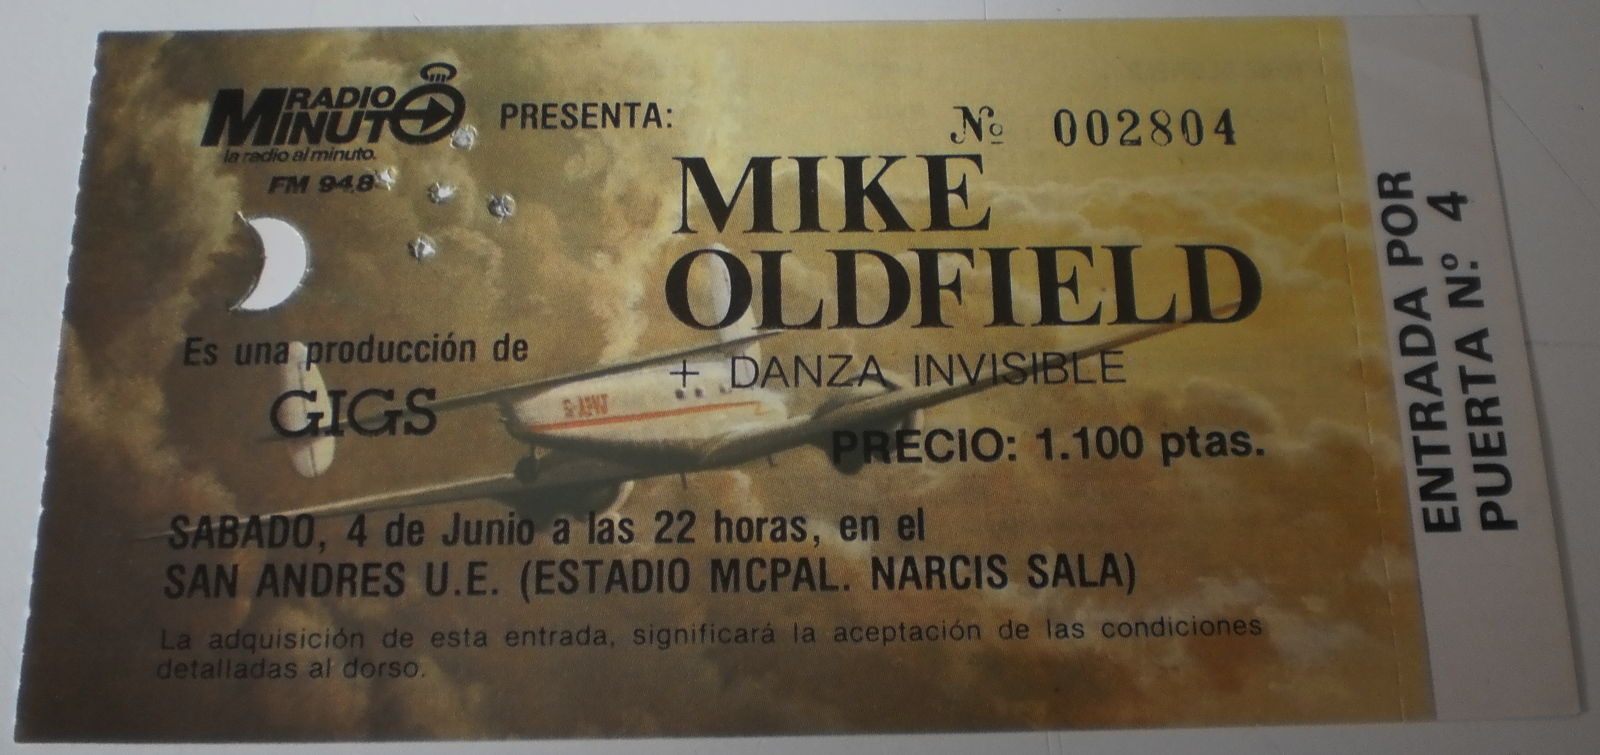 RADIO
MINUTO
la radio al minuto.
FM 94.8
PRESENTA:
Nº 002804
MIKE
OLDFIELD
+ DANZA INVISIBLE
Es una producción de
GIGS
PRECIO: 1.100 ptas.
SABADO, 4 de Junio a las 22 horas, en el
SAN ANDRES U.E. (ESTADIO MCPAL. NARCIS SALA)
La adquisición de esta entrada, significará la aceptación de las condiciones
detalladas al dorso.
ENTRADA POR
PUERTA N.º 4